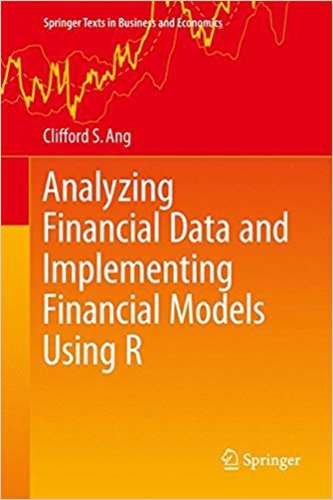 Springer Texts in Business and Economics
Clifford S. Ang
Analyzing
Financial Data and
Implementing
Financial Models
Using R
Springer